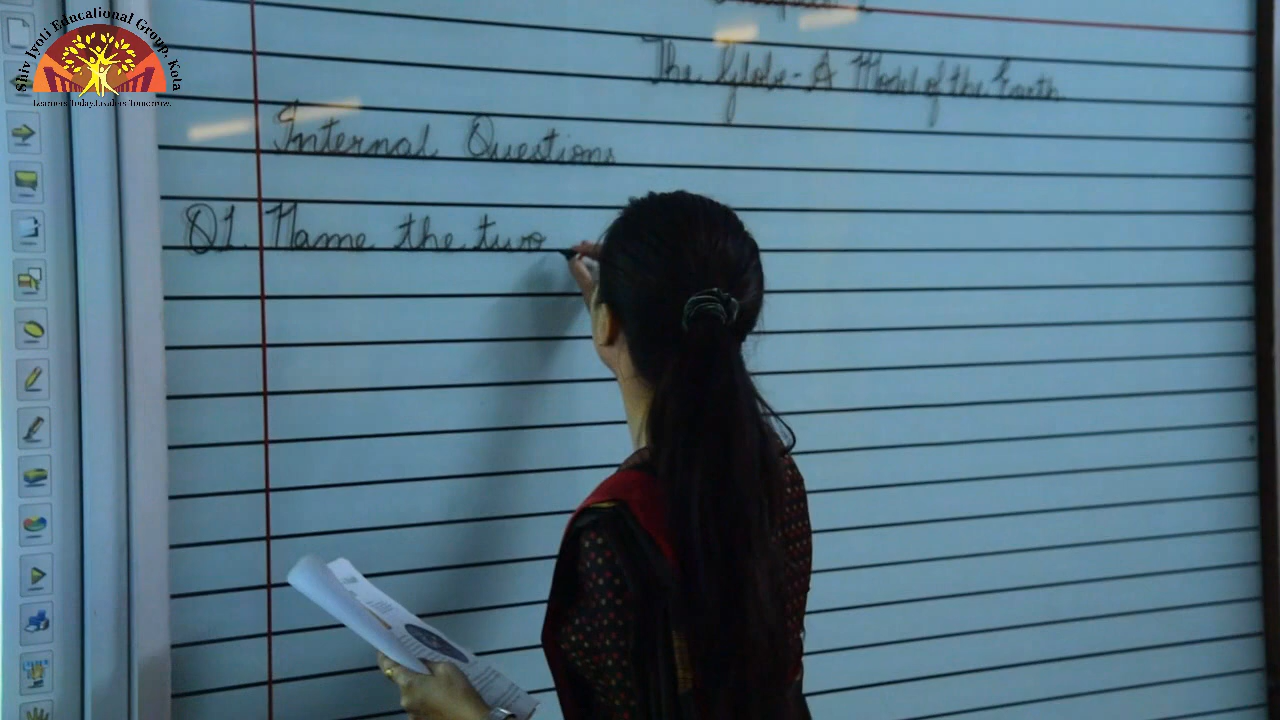 Shiv Jyoti Educational Group, Kota
Learners Today.Leaders Tomorrow.
The Globe - A Model of the Earth
Internal Questions
Q1. Name the two